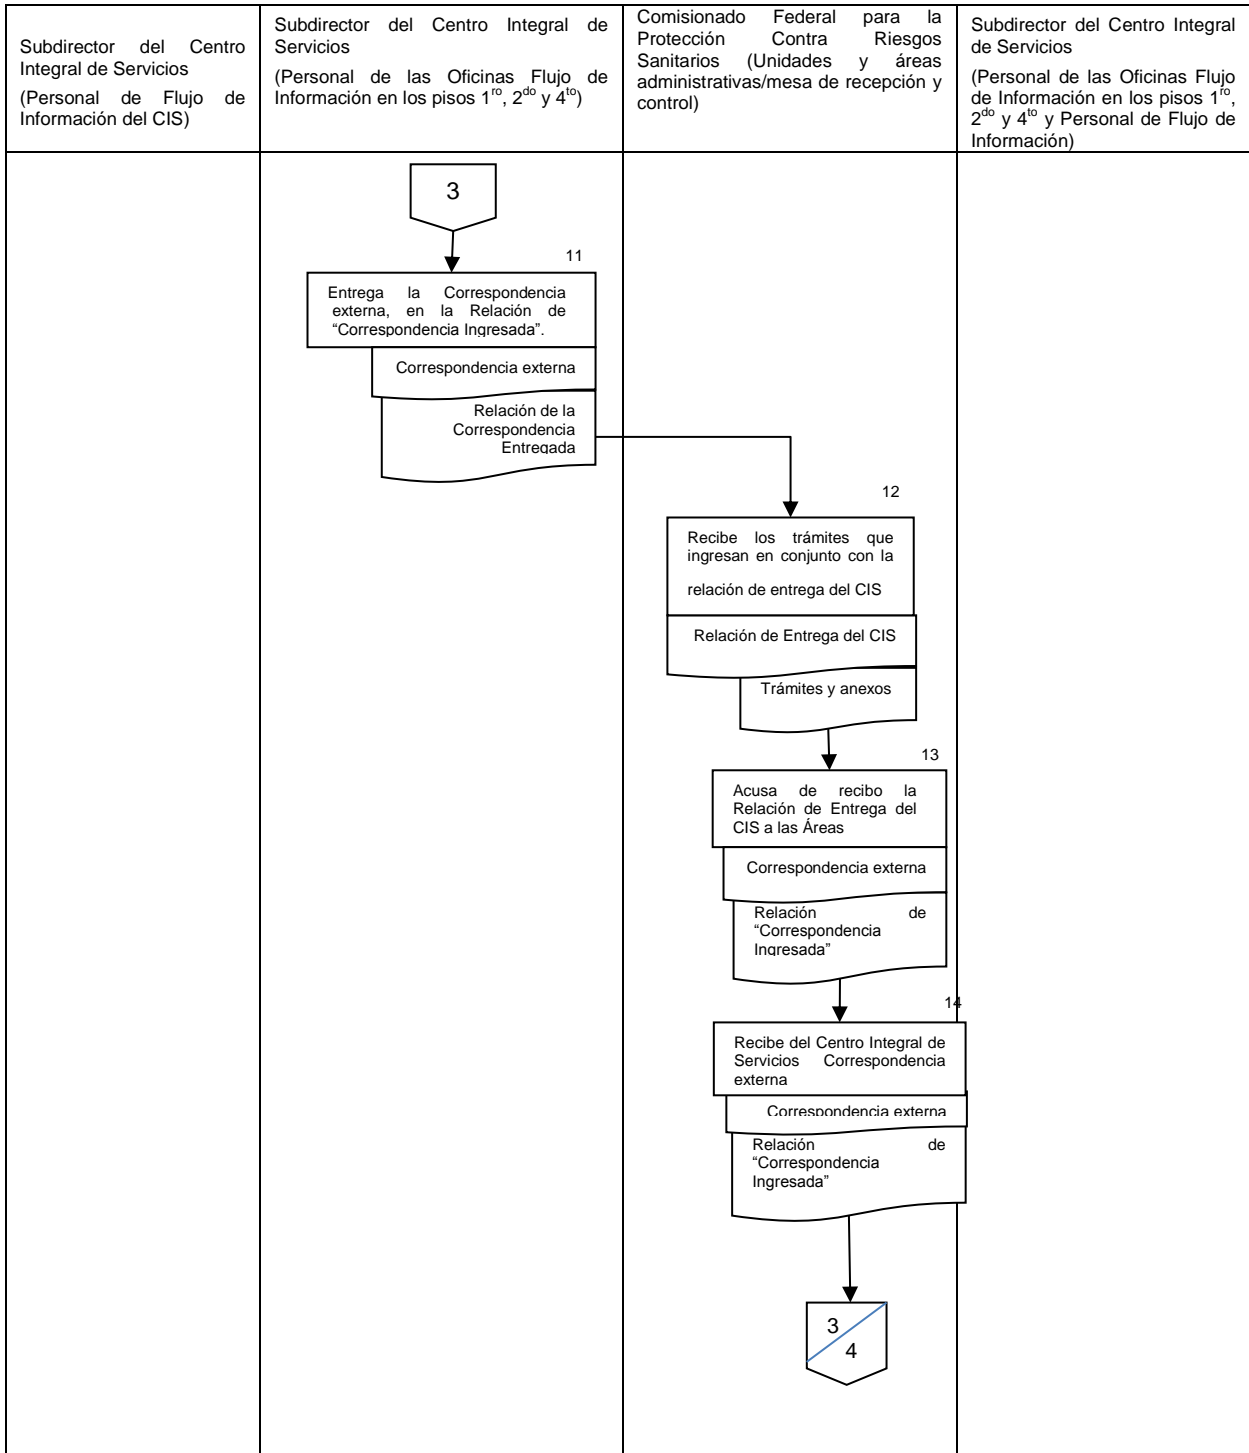 Subdirector del Centro
Integral de Servicios
(Personal de Flujo de
Información del CIS)
Subdirector del Centro Integral de
Servicios
(Personal de las Oficinas Flujo de
Información en los pisos 1ro, 2do y 4to)
Comisionado Federal para la
Protección Contra Riesgos
Sanitarios (Unidades y áreas
administrativas/mesa de recepción y
control)
Subdirector del Centro Integral
de Servicios
(Personal de las Oficinas Flujo
de Información en los pisos 1ro,
2do y 4to y Personal de Flujo de
Información)
3
11
Entrega la Correspondencia
externa, en la Relación de
“Correspondencia Ingresada”.
Correspondencia externa
Relación de la
Correspondencia
Entregada
12
Recibe los trámites que
ingresan en conjunto con la
relación de entrega del CIS
Relación de Entrega del CIS
Trámites y anexos
13
Acusa de recibo la
Relación de Entrega del
CIS a las Áreas
Correspondencia externa
Relación de
“Correspondencia
Ingresada”
14
Recibe del Centro Integral de
Servicios Correspondencia
externa
Correspondencia externa
Relación de
“Correspondencia
Ingresada”
3
4